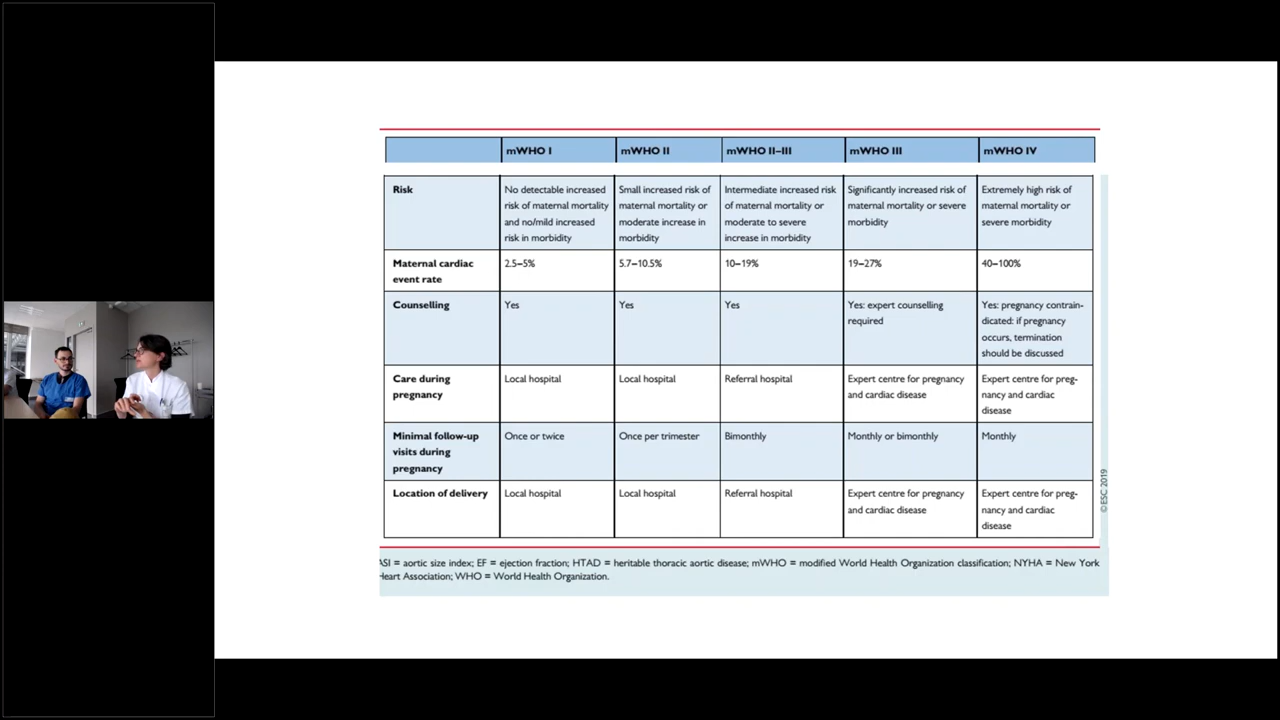 mWHO I mWHO II mWHO II–III mWHO III mWHO IV
Risk
No detectable increased
risk of maternal mortality
and no/mild increased
risk in morbidity
Small increased risk of
maternal mortality or
moderate increase in
morbidity
Intermediate increased risk
of maternal mortality or
moderate to severe
increase in morbidity
Significantly increased risk of
maternal mortality or severe
morbidity
Extremely high risk of
maternal mortality or
severe morbidity
Maternal cardiac
event rate
2.5–5%
5.7–10.5%
10–19%
19–27%
40–100%
Counselling
Yes
Yes
Yes
Yes: expert counselling
required
Yes: pregnancy contrain-
dicated: if pregnancy
occurs, termination
should be discussed
Care during
pregnancy
Local hospital
Local hospital
Referral hospital
Expert centre for pregnancy
and cardiac disease
Expert centre for preg-
nancy and cardiac
disease
Minimal follow-up
visits during
pregnancy
Once or twice
Once per trimester
Bimonthly
Monthly or bimonthly
Monthly
Location of delivery
Local hospital
Local hospital
Referral hospital
Expert centre for pregnancy
and cardiac disease
Expert centre for preg-
nancy and cardiac
disease
©ESC 2019
ASI = aortic size index; EF = ejection fraction; HTAD = heritable thoracic aortic disease; mWHO = modified World Health Organization classification; NYHA = New York
Heart Association; WHO = World Health Organization.